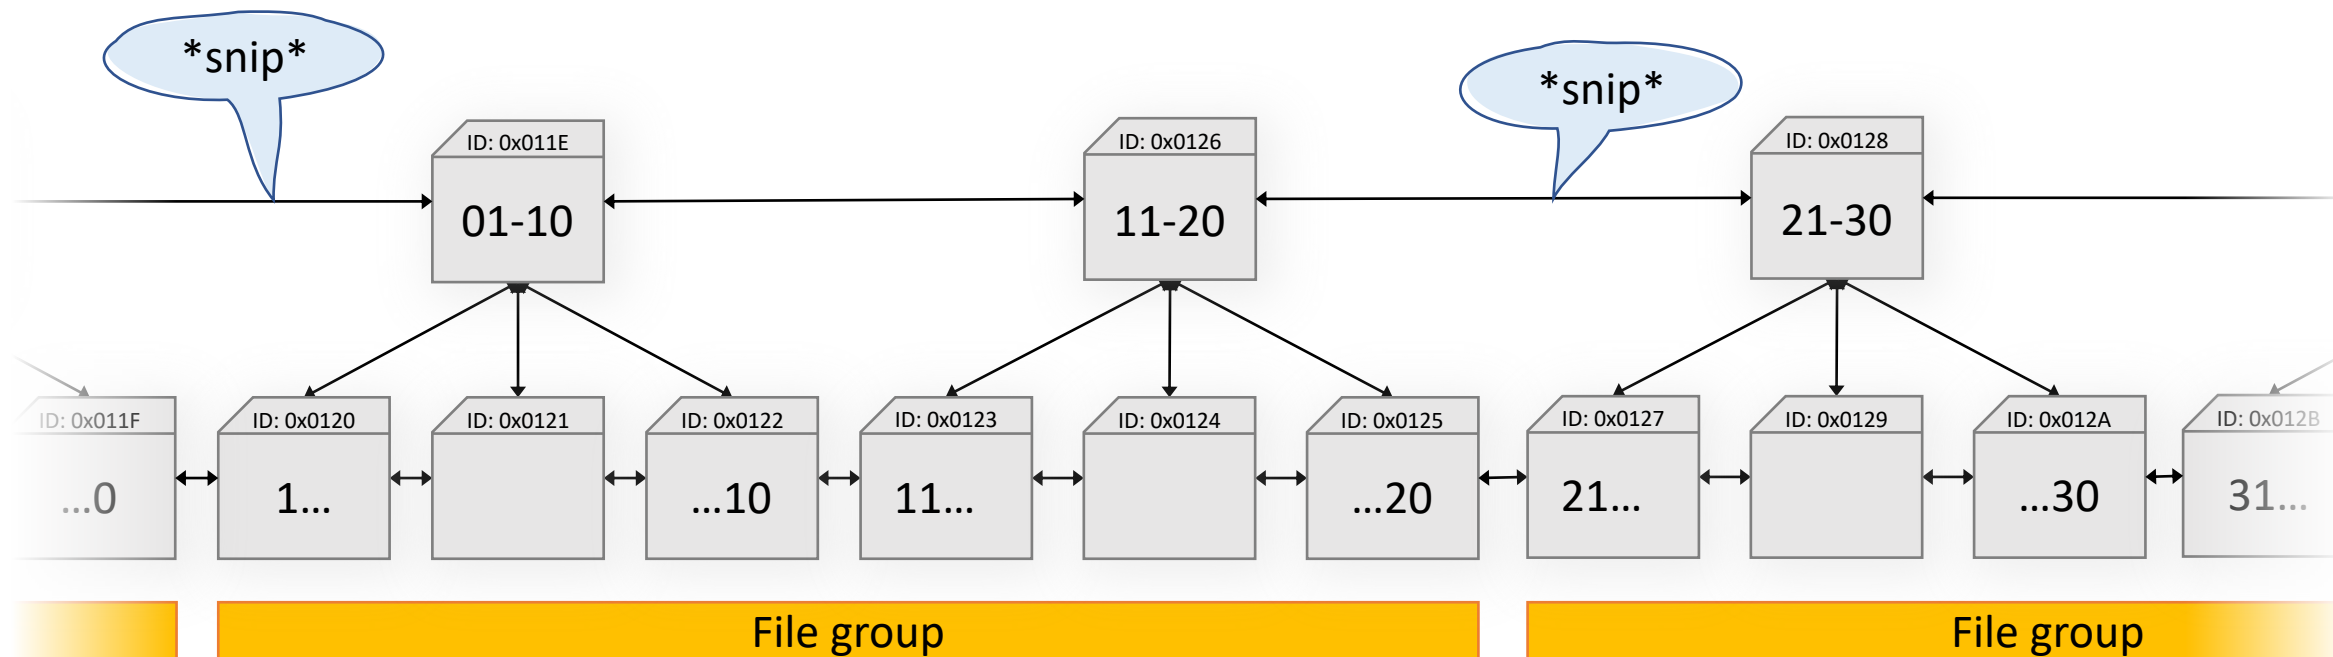 *snip*
*snip*
ID: 0x011E
ID: 0x0126
ID: 0x0128
01-10
11-20
21-30
ID: 0x011F
ID: 0x0120
ID: 0x0121
ID: 0x0122
ID: 0x0123
ID: 0x0124
ID: 0x0125
ID: 0x0127
ID: 0x0129
ID: 0x012A
ID: 0x012B
...0
1...
...10
11...
...20
21...
...30
31...
File group
File group